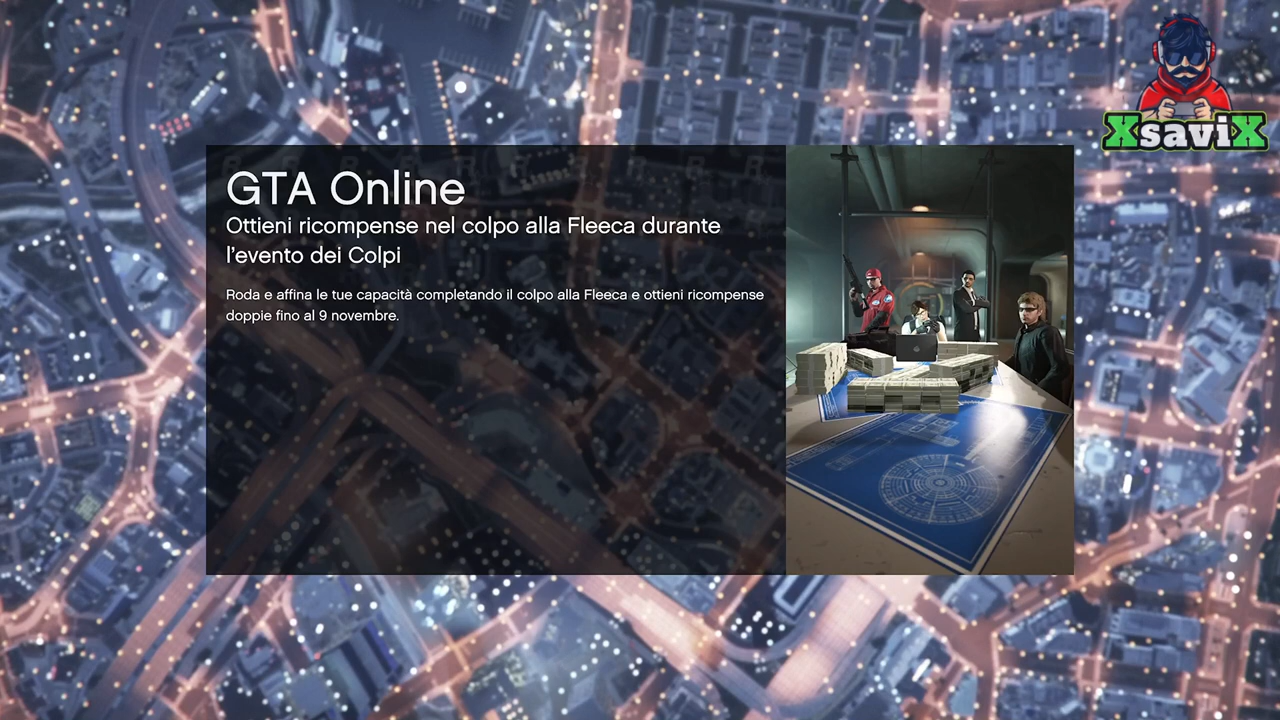 XsaviX
GTA Online
Ottieni ricompense nel colpo alla Fleeca durante
l'evento dei Colpi
Roda e affina le tue capacità completando il colpo alla Fleeca e ottieni ricompense
doppie fino al 9 novembre.